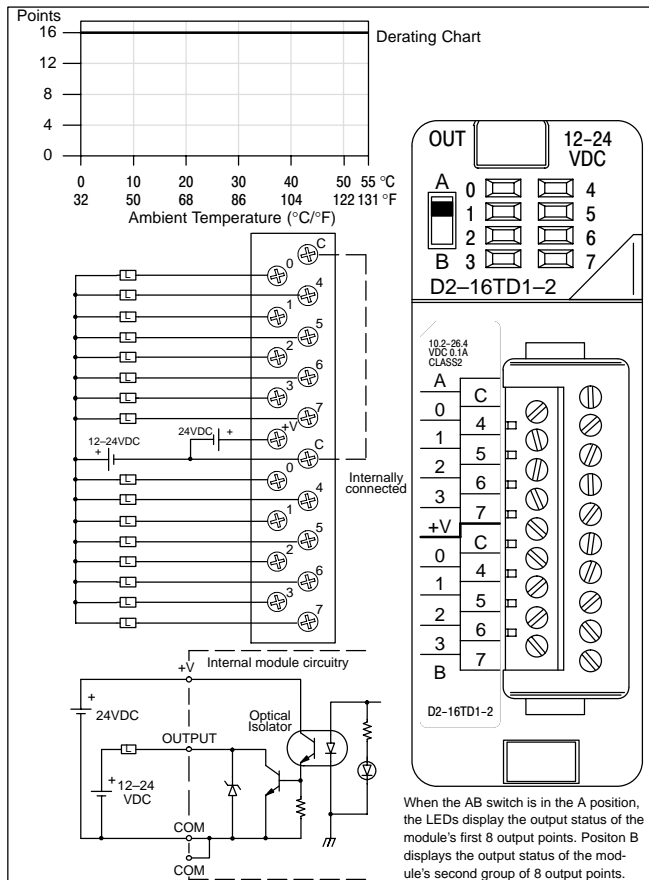 Points
16
12
8
4
0
Derating Chart
0 10 20 30 40 50 55 °C
32 50 68 86 104 122 131 °F
Ambient Temperature (°C/°F)
C
0
L
4
L
1
L
5
L
2
L
6
L
3
L
7
L
24VDC + +V
12–24VDC
+
C
Internally
connected
0
L
4
L
1
L
5
L
2
L
6
L
3
L
7
L
+V
Internal module circuitry
+
24VDC
Optical
Isolator
L
OUTPUT
+
12–24
VDC
COM
COM
OUT 12–24
VDC
A
B
0 4
1 5
2 6
3 7
D2–16TD1–2
10.2–26.4
VDC 0.1A
CLASS2
A
C
0
4
1
5
2
6
3
7
+V
C
0
4
1
5
2
6
3
7
B
D2–16TD1–2
When the AB switch is in the A position,
the LEDs display the output status of the
module's first 8 output points. Positon B
displays the output status of the mod-
ule's second group of 8 output points.